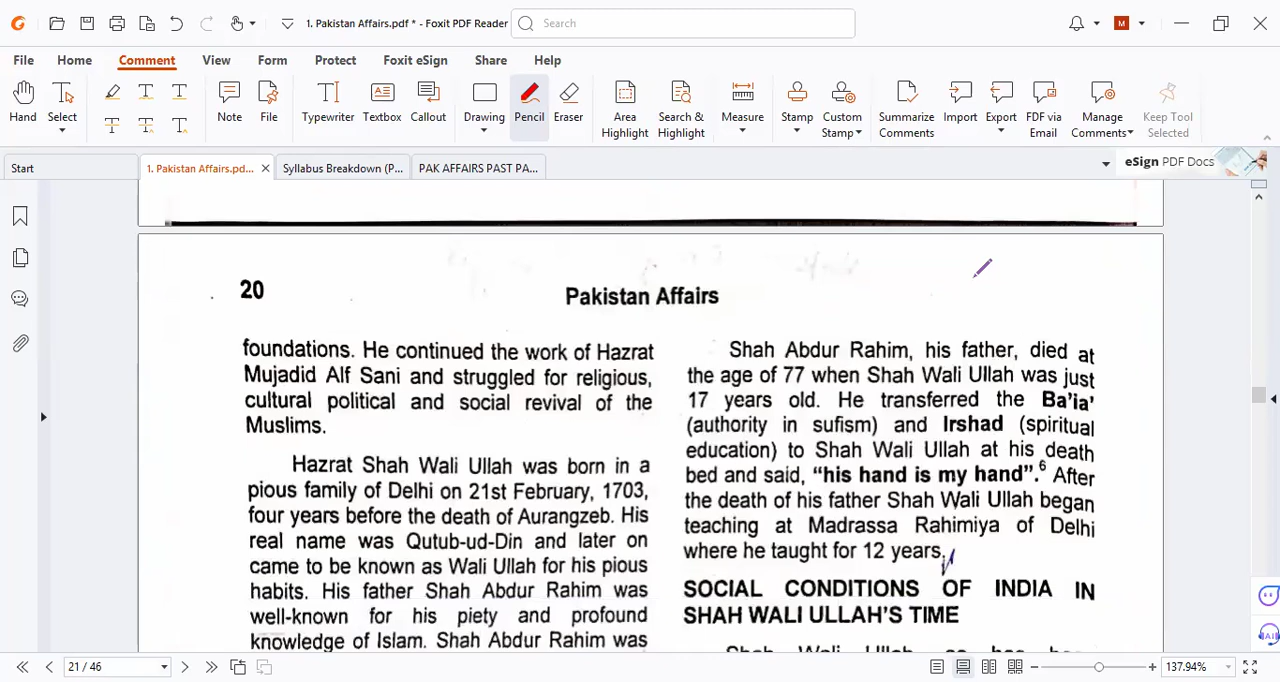 1. Pakistan Affairs.pdf * - Foxit PDF Reader
Search
M
File Home Comment View Form Protect Foxit eSign Share Help
Hand
Select
Note
File
Typewriter
Textbox
Callout
Drawing
Pencil
Eraser
Area Highlight
Search & Highlight
Measure
Stamp
Custom Stamp
Summarize Comments
Import
Export
FDF via Email
Manage Comments
Keep Tool Selected
Start
1. Pakistan Affairs.pd...
Syllabus Breakdown (P...
PAK AFFAIRS PAST PA...
eSign PDF Docs
20
Pakistan Affairs
foundations. He continued the work of Hazrat
Mujadid Alf Sani and struggled for religious,
cultural political and social revival of the
Muslims.
Hazrat Shah Wali Ullah was born in a
pious family of Delhi on 21st February, 1703,
four years before the death of Aurangzeb. His
real name was Qutub-ud-Din and later on
came to be known as Wali Ullah for his pious
habits. His father Shah Abdur Rahim was
well-known for his piety and profound
knowledge of Islam. Shah Abdur Rahim was
Shah Abdur Rahim, his father, died at
the age of 77 when Shah Wali Ullah was just
17 years old. He transferred the Ba'ia'
(authority in sufism) and Irshad (spiritual
education) to Shah Wali Ullah at his death
bed and said, "his hand is my hand".6 After
the death of his father Shah Wali Ullah began
teaching at Madrassa Rahimiya of Delhi
where he taught for 12 years.
SOCIAL CONDITIONS OF INDIA IN
SHAH WALI ULLAH'S TIME
Shah Wali Ullah, as has
AI
21 / 46
137.94%